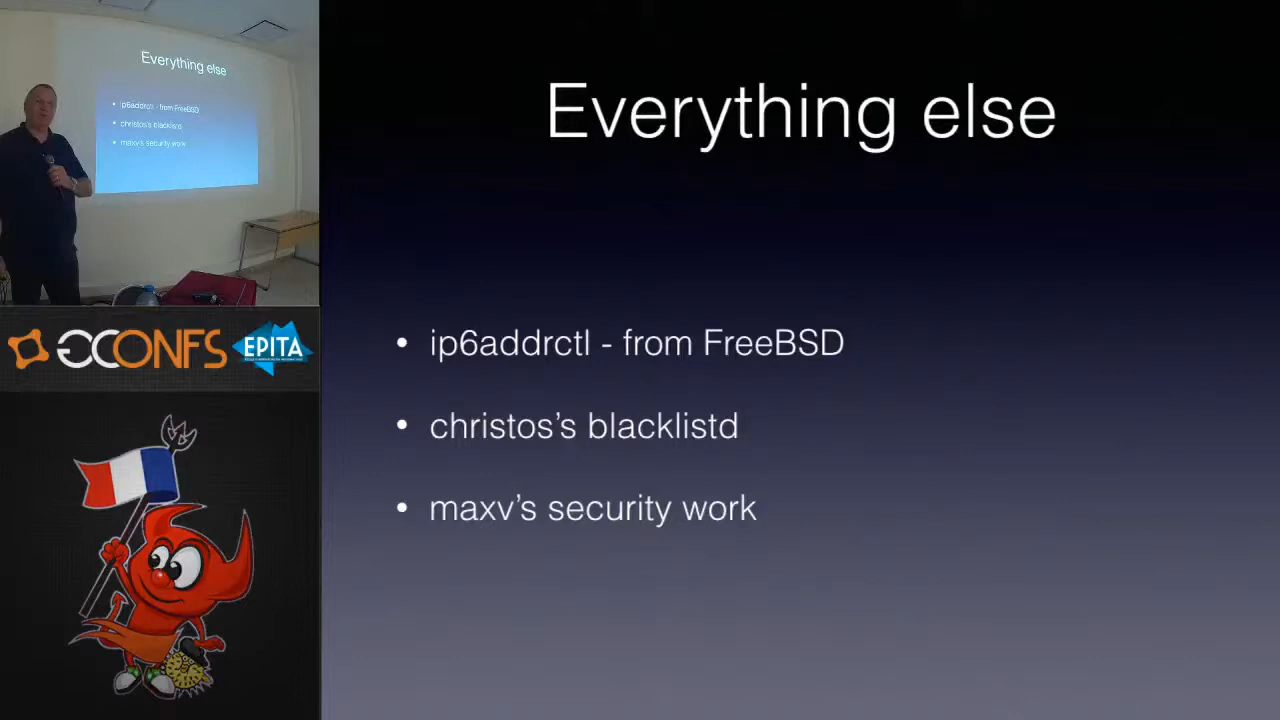 Everything else
• ip6addrctl - from FreeBSD
• christos's blacklistd
• maxv's security work
Everything else
• ip6addrctl - from FreeBSD
• christos’s blacklistd
• maxv’s security work
GCONFS
EPITA